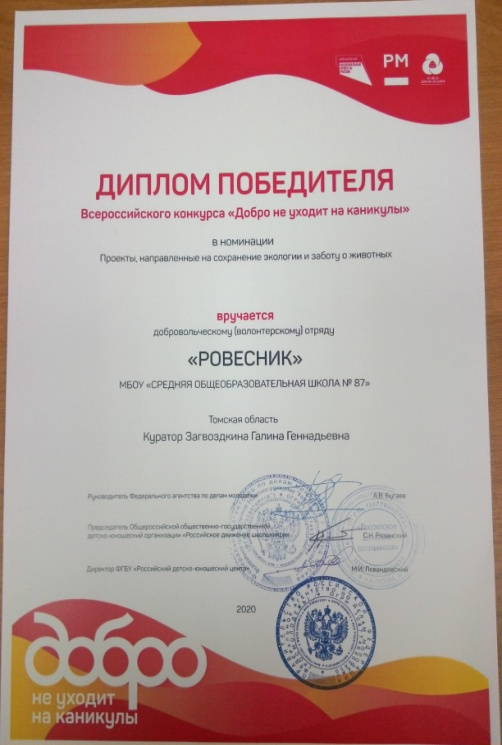 РМ
ДИПЛОМ ПОБЕДИТЕЛЯ
Всероссийского конкурса «Добро не уходит на каникулы»
в номинации
Проекты, направленные на сохранение экологии и заботу о животных
вручается
добровольческому (волонтерскому) отряду
«РОВЕСНИК»
МБОУ «СРЕДНЯЯ ОБЩЕОБРАЗОВАТЕЛЬНАЯ ШКОЛА № 87»
Томская область
Куратор Загвоздкина Галина Геннадьевна
Руководитель Федерального агентства по делам молодежи А.В. Бугаев
Председатель Общероссийской общественно-государственной
детско-юношеской организации «Российское движение школьников» С.Н. Рязанский
Директор ФГБУ «Российский детско-юношеский центр» М.И. Левандовский
2020
добро
не уходит
на каникулы